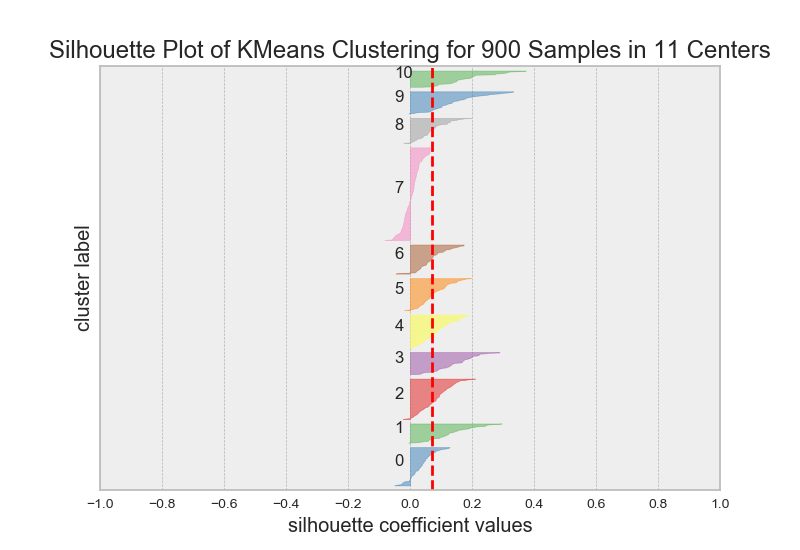 Silhouette Plot of KMeans Clustering for 900 Samples in 11 Centers
10
9
8
7
6
5
4
3
2
1
0
cluster label
−1.0 −0.8 −0.6 −0.4 −0.2 0.0 0.2 0.4 0.6 0.8 1.0
silhouette coefficient values